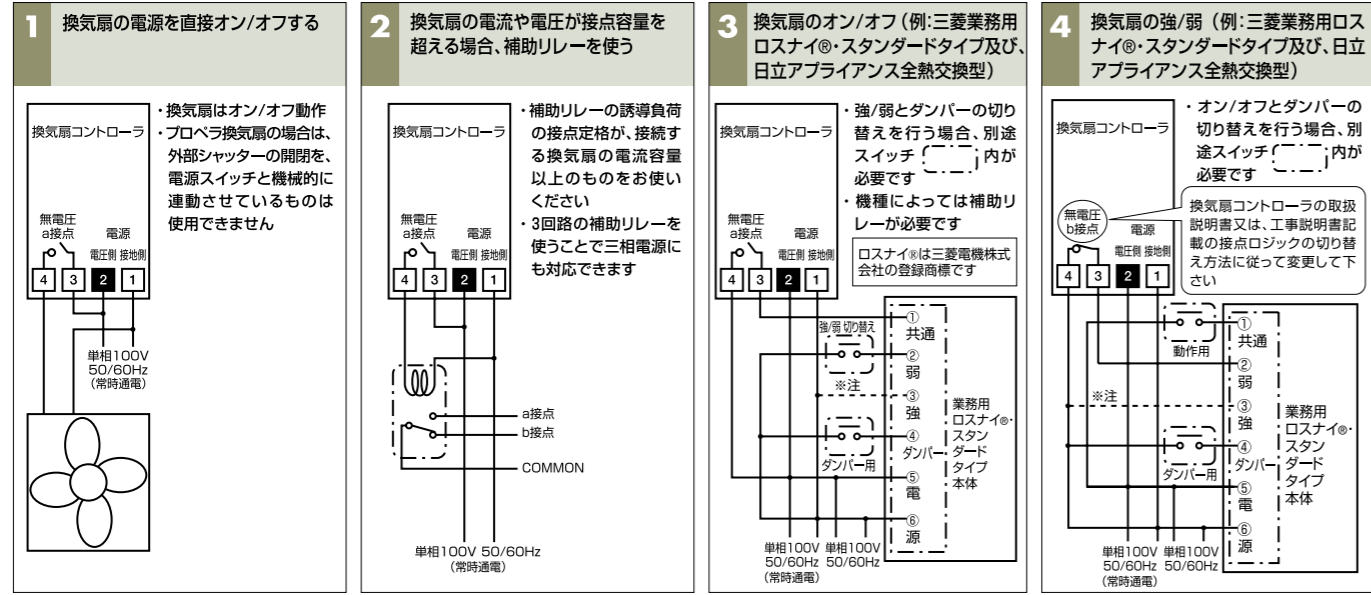 1 換気扇の電源を直接オン/オフする
・換気扇はオン/オフ動作
・プロペラ換気扇の場合は、
外部シャッターの開閉を、
電源スイッチと機械的に
連動させているものは
使用できません
換気扇コントローラ
無電圧
a接点
電源
電圧側 接地側
4 3 2 1
単相100V
50/60Hz
（常時通電）
2 換気扇の電流や電圧が接点容量を
超える場合、補助リレーを使う
・補助リレーの誘導負荷
の接点定格が、接続す
る換気扇の電流容量
以上のものをお使い
ください
・3回路の補助リレーを
使うことで三相電源に
も対応できます
換気扇コントローラ
無電圧
a接点
電源
電圧側 接地側
4 3 2 1
a接点
b接点
COMMON
単相100V 50/60Hz
（常時通電）
3 換気扇のオン/オフ（例:三菱業務用
ロスナイ®・スタンダードタイプ及び、
日立アプライアンス全熱交換型）
・強/弱とダンパーの切り
替えを行う場合、別途
スイッチ 内が
必要です
・機種によっては補助リ
レーが必要です
ロスナイ®は三菱電機株式
会社の登録商標です
換気扇コントローラ
無電圧
a接点
電源
電圧側 接地側
4 3 2 1
強/弱 切り替え
※注
ダンパー用
①
共通
②
弱
③
強
④
ダンパー
⑤
電
⑥
源
業務用
ロスナイ®・
スタン
ダード
タイプ
本体
単相100V
50/60Hz
（常時通電）
単相100V
50/60Hz
4 換気扇の強/弱（例:三菱業務用ロス
ナイ®・スタンダードタイプ及び、日立
アプライアンス全熱交換型）
・オン/オフとダンパーの
切り替えを行う場合、別
途スイッチ 内が
必要です
換気扇コントローラの取扱
説明書又は、工事説明書記
載の接点ロジックの切り替
え方法に従って変更して下
さい
換気扇コントローラ
無電圧
b接点
電源
電圧側 接地側
4 3 2 1
動作用
※注
ダンパー用
①
共通
②
弱
③
強
④
ダンパー
⑤
電
⑥
源
業務用
ロスナイ®・
スタン
ダード
タイプ
本体
単相100V
50/60Hz
（常時通電）
単相100V
50/60Hz